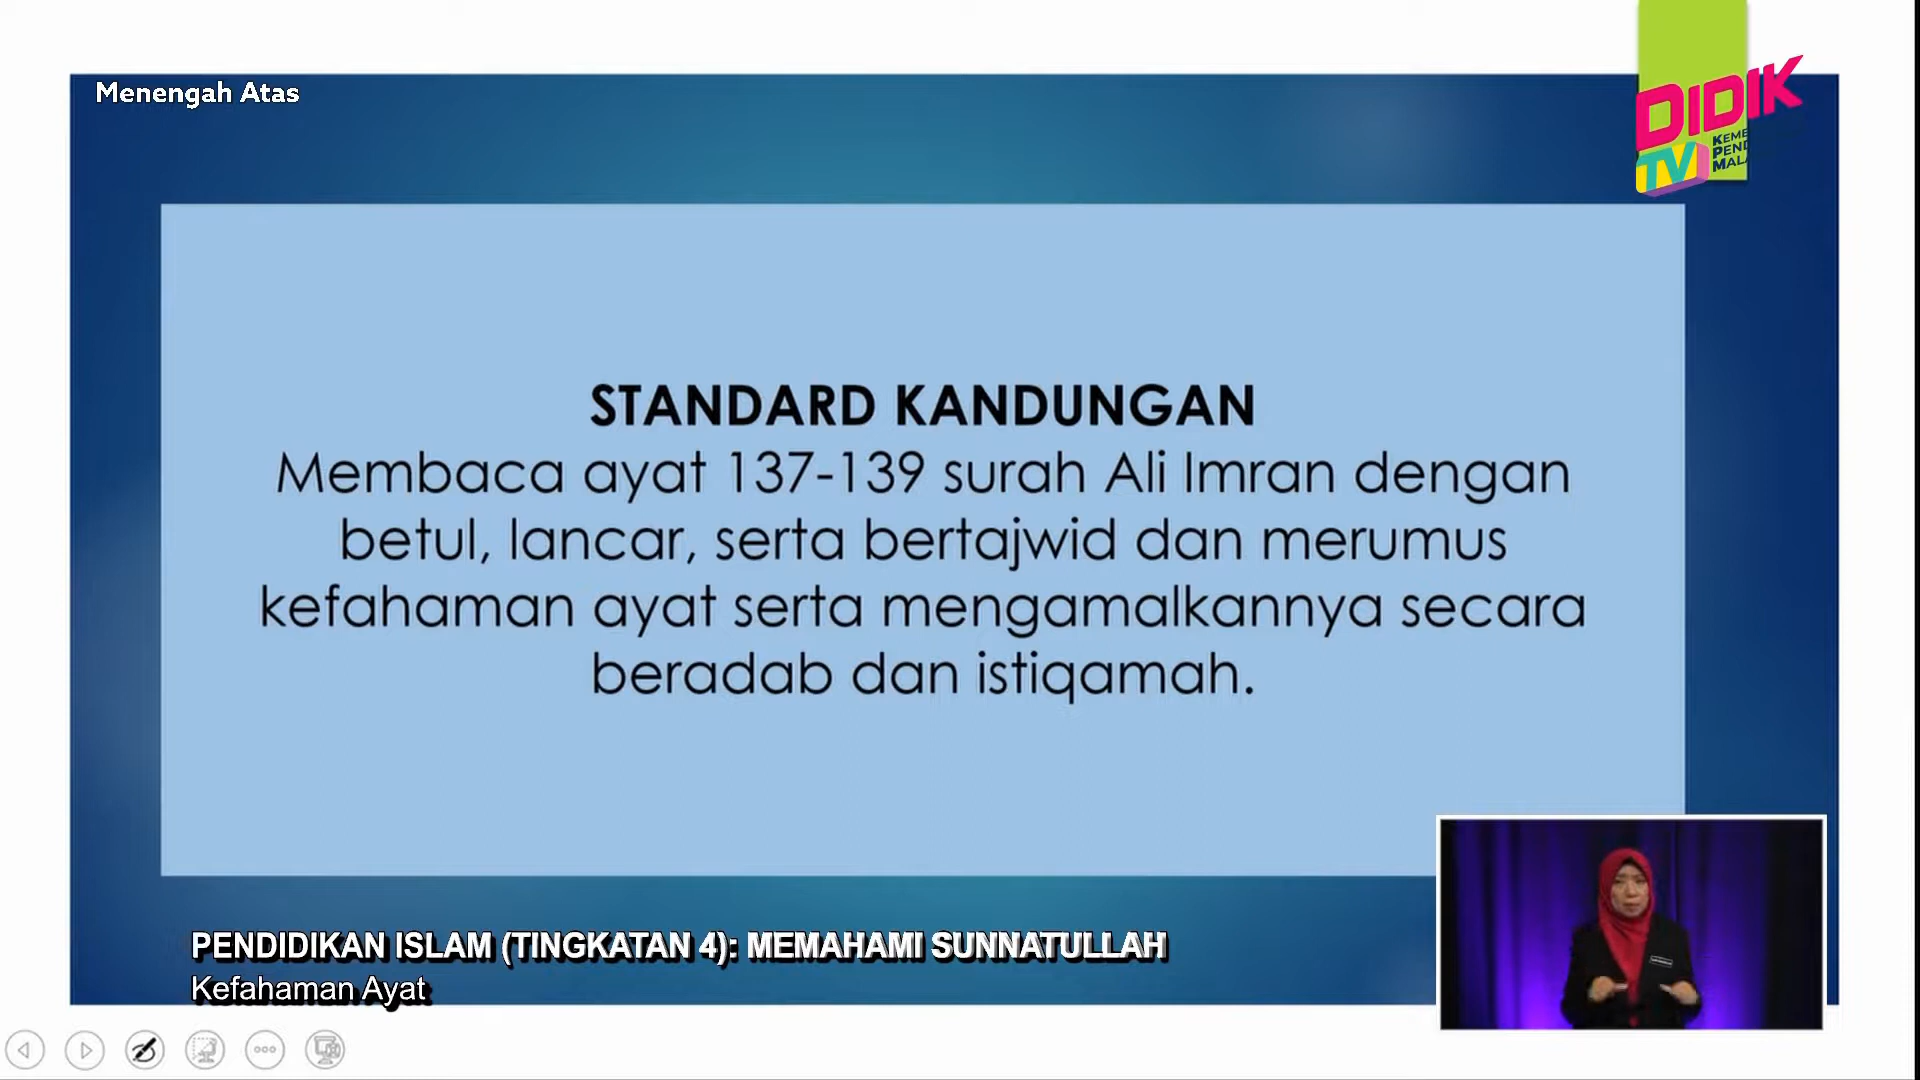 Menengah Atas
DIDIK
TV
STANDARD KANDUNGAN
Membaca ayat 137-139 surah Ali Imran dengan
betul, lancar, serta bertajwid dan merumus
kefahaman ayat serta mengamalkannya secara
beradab dan istiqamah.
PENDIDIKAN ISLAM (TINGKATAN 4): MEMAHAMI SUNNATULLAH
Kefahaman Ayat